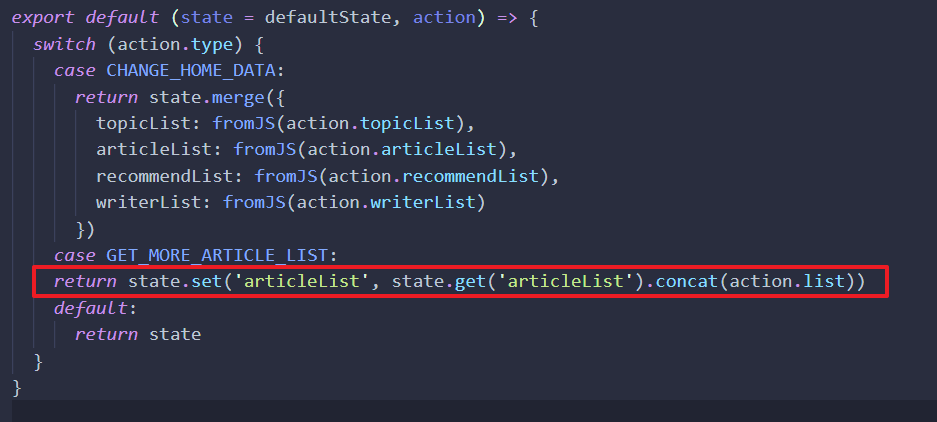 export default (state = defaultState, action) => {
switch (action.type) {
case CHANGE_HOME_DATA:
return state.merge({
topicList: fromJS(action.topicList),
articleList: fromJS(action.articleList),
recommendList: fromJS(action.recommendList),
writerList: fromJS(action.writerList)
})
case GET_MORE_ARTICLE_LIST:
return state.set('articleList', state.get('articleList').concat(action.list))
default:
return state
}
}